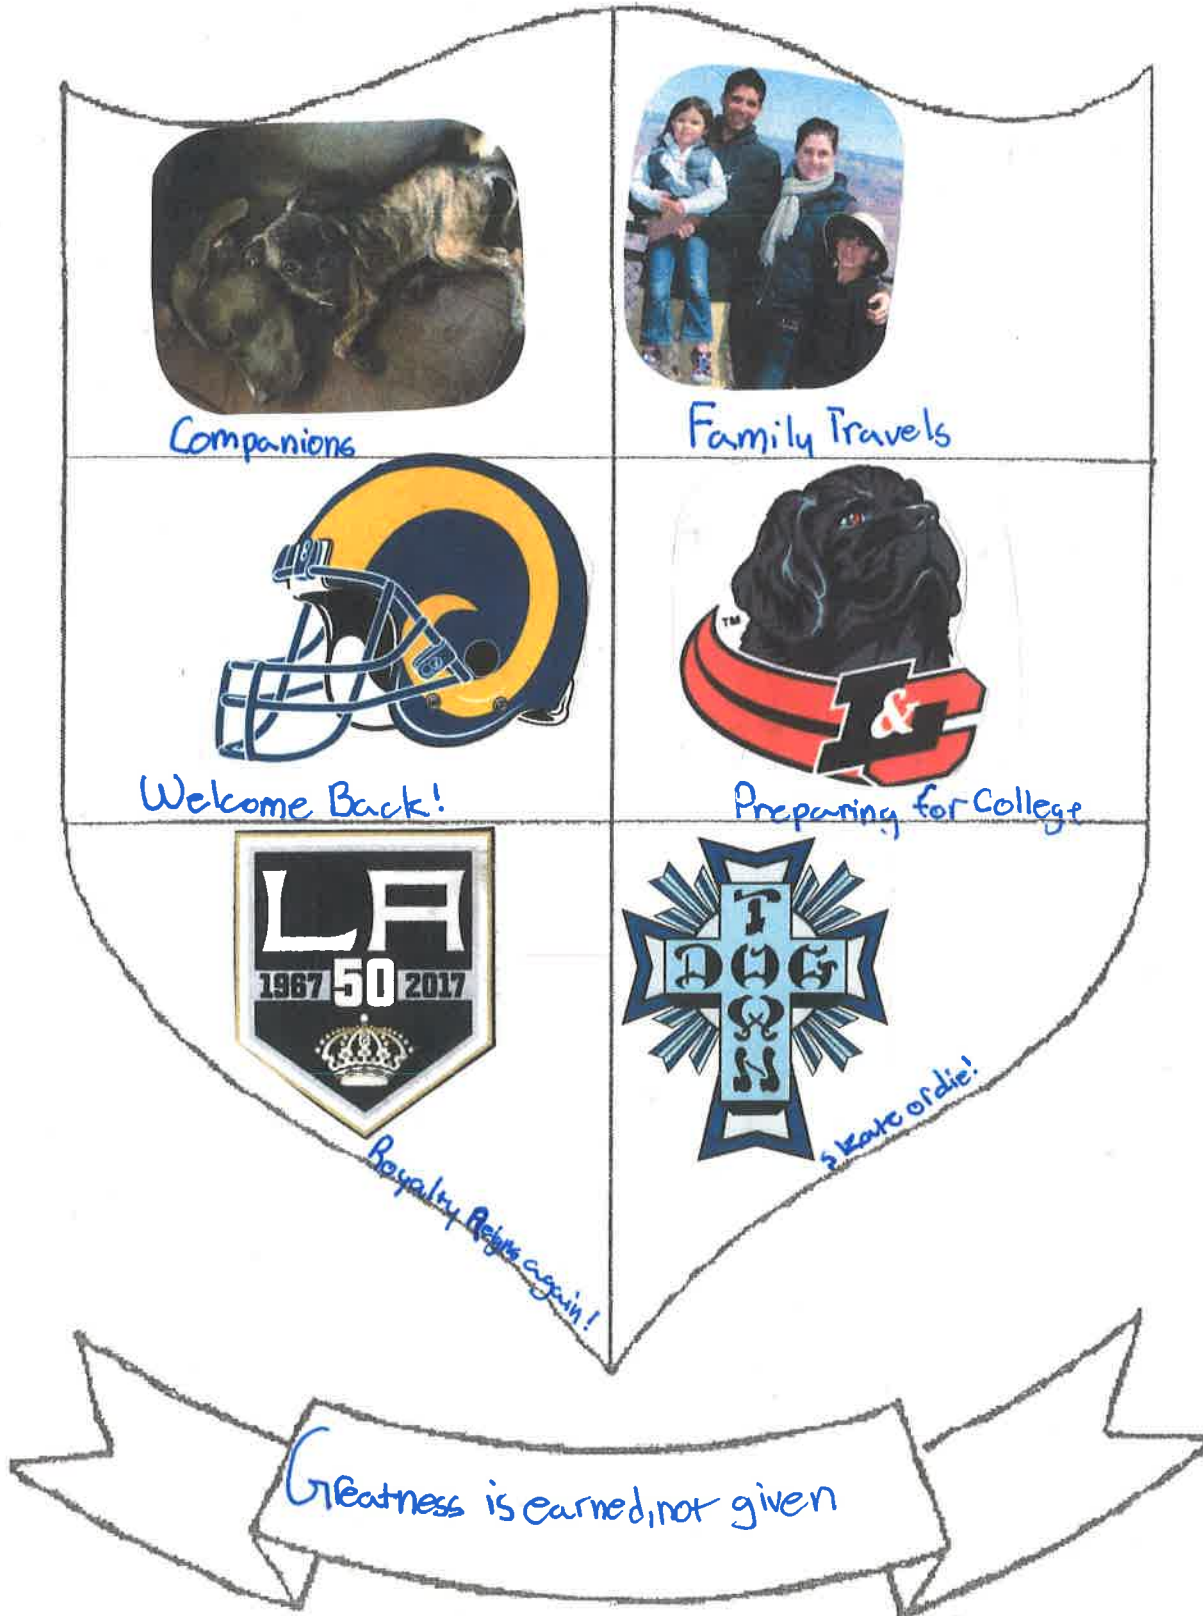 Companions
Family Travels
TM
L&C
Welcome Back!
Preparing for College
LA
1967 50 2017
T
DOG
W
N
Royalty Reigns again!
skate or die!
Greatness is earned, not given